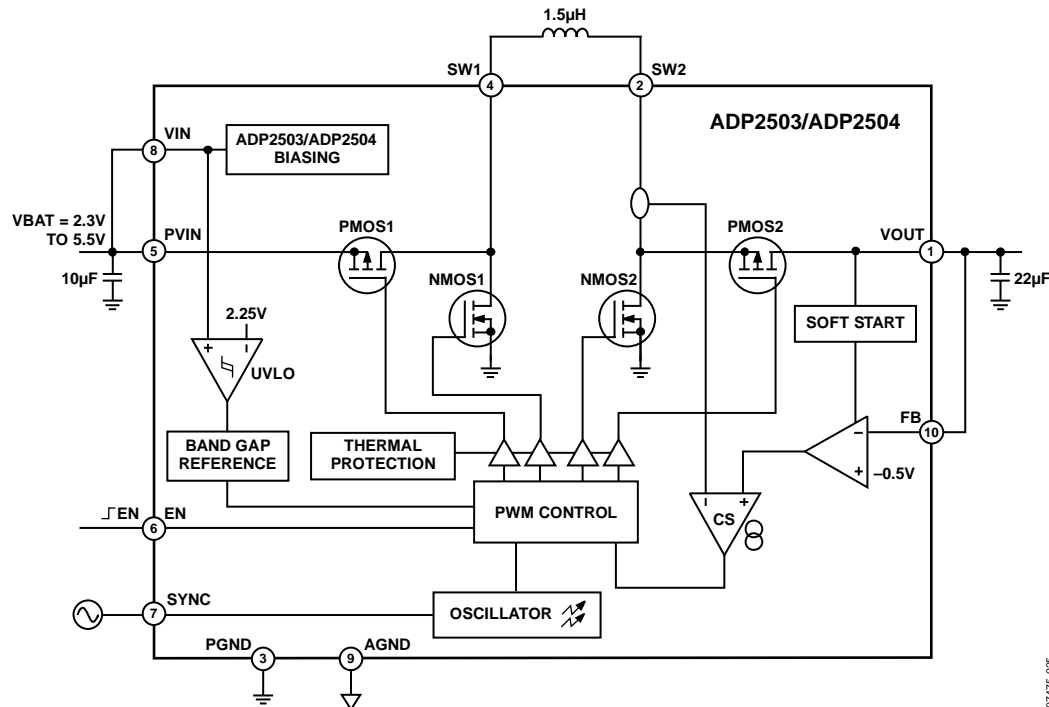 1.5µH
SW1
SW2
4
2
ADP2503/ADP2504
VIN
8
ADP2503/ADP2504
BIASING
VBAT = 2.3V
TO 5.5V
PVIN
5
10µF
PMOS1
NMOS1
NMOS2
PMOS2
VOUT
1
22µF
SOFT START
2.25V
+
–
UVLO
FB
10
–
+
–0.5V
BAND GAP
REFERENCE
THERMAL
PROTECTION
PWM CONTROL
–
+
CS
EN
EN
6
SYNC
7
OSCILLATOR
PGND
3
AGND
9